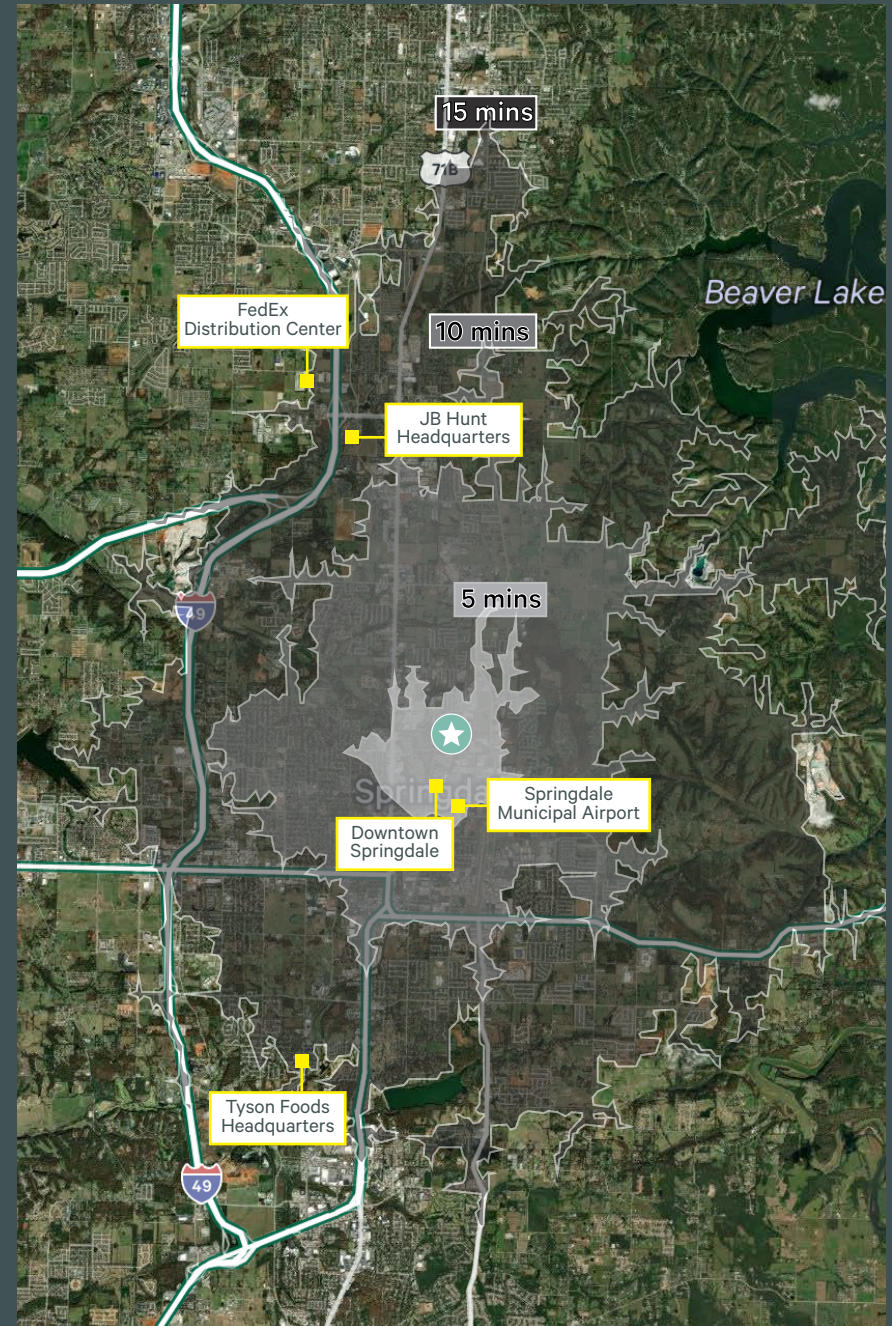 15 mins
71B
Beaver Lake
FedEx
Distribution Center
10 mins
JB Hunt
Headquarters
5 mins
49
Springdale
Municipal Airport
Downtown
Springdale
Tyson Foods
Headquarters
49